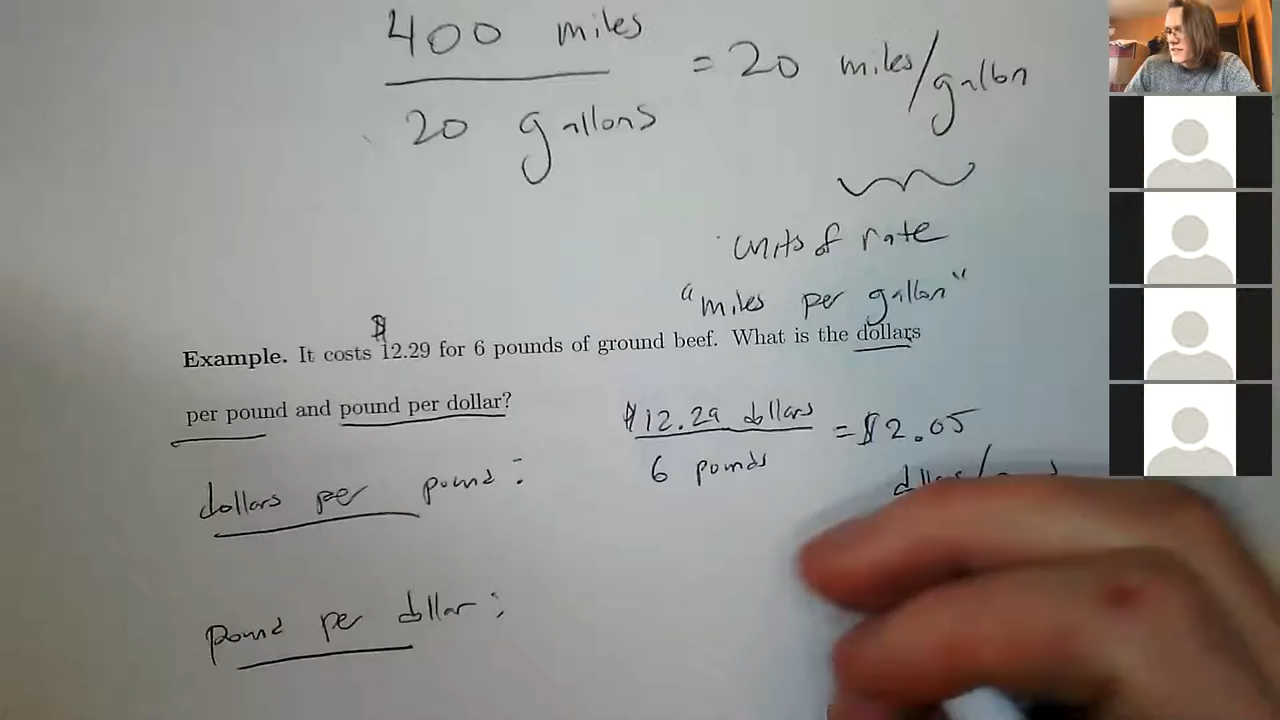 400 miles
20 gallons
= 20 miles/gallon
units of rate
"miles per gallon"
$
Example. It costs 12.29 for 6 pounds of ground beef. What is the dollars
per pound and pound per dollar?
$12.29 dollars
6 pounds
= $2.05
dollars per pound:
pound per dollar: